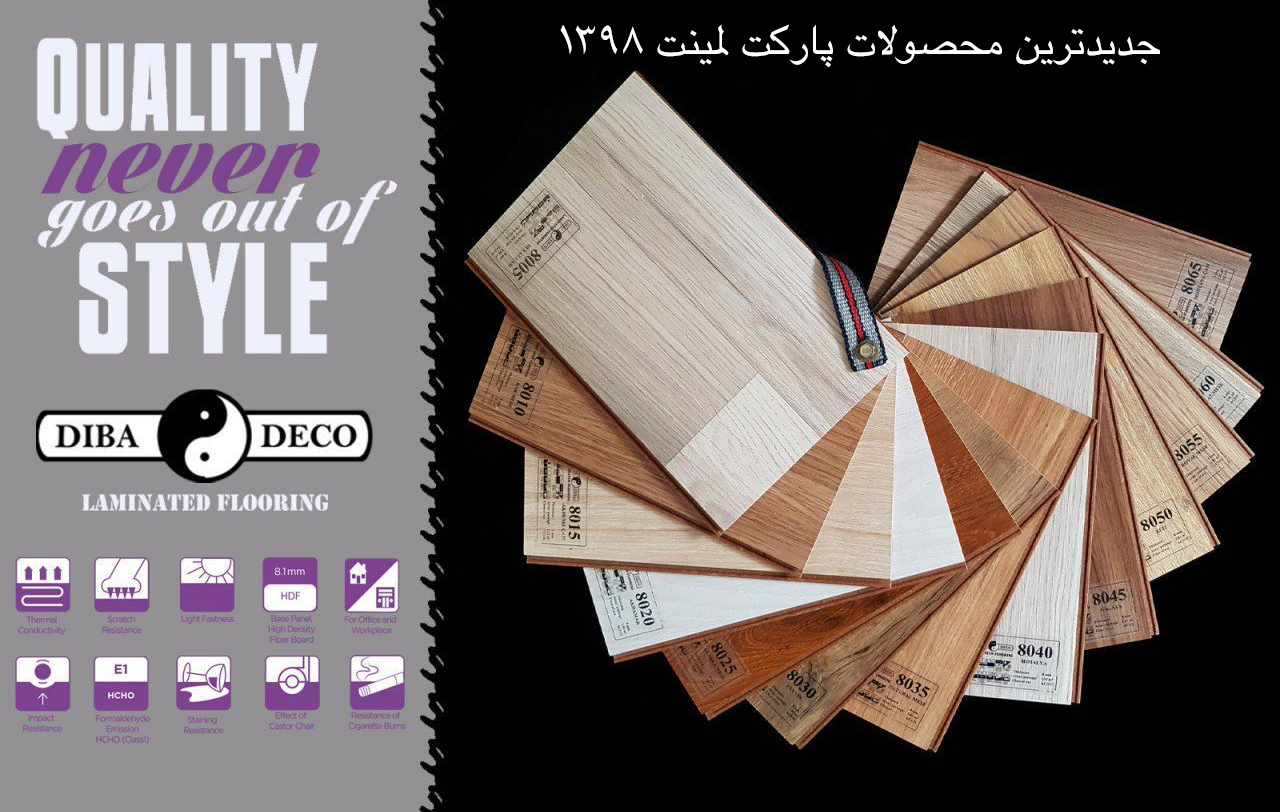 QUALITY
never
goes out of
STYLE
DIBA DECO
LAMINATED FLOORING
Thermal
Conductivity
Scratch
Resistance
Light Fastness
8.1mm
HDF
Base Panel,
High Density
Fiber Board
For Office and
Workplace
Impact
Resistance
E1
HCHO
Formaldehyde
Emission
HCHO (Class1)
Staining
Resistance
Effect of
Castor Chair
Resistance of
Cigarette Burns
جدیدترین محصولات پارکت لمینت ۱۳۹۸
8005
8010
8015
8020
8025
8030
8035
NATURAL MESE
8040
HIMALYA
8045
8050
8055
8065